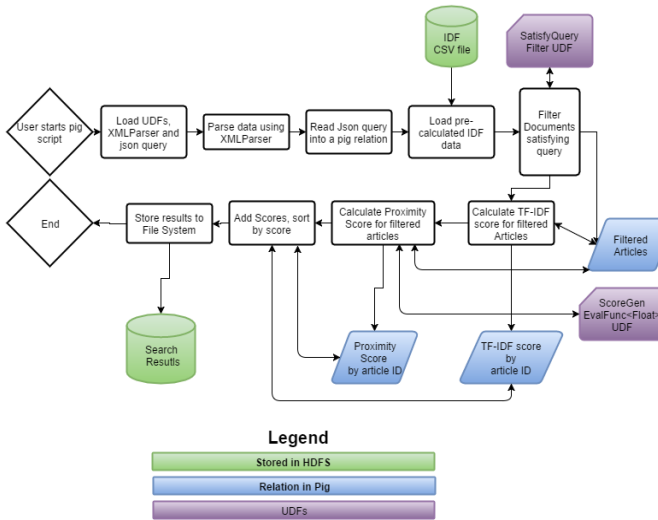 IDF
CSV file
SatisfyQuery
Filter UDF
User starts pig
script
Load UDFs,
XMLParser and
json query
Parse data using
XMLParser
Read Json query
into a pig relation
Load pre-
calculated IDF
data
Filter
Documents
satisfying
query
End
Store results to
File System
Add Scores, sort
by score
Calculate Proximity
Score for filtered
articles
Calculate TF-IDF
score for filtered
Articles
Filtered
Articles
ScoreGen
EvalFunc<Float>
UDF
Search
Resutls
Proximity
Score
by article ID
TF-IDF score
by
article ID
Legend
Stored in HDFS
Relation in Pig
UDFs